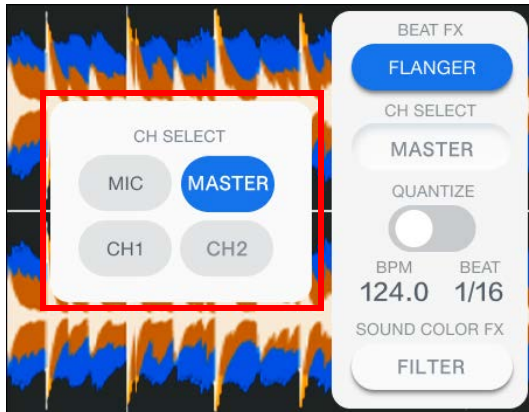 CH SELECT
MIC
MASTER
CH1
CH2
BEAT FX
FLANGER
CH SELECT
MASTER
QUANTIZE
BPM BEAT
124.0 1/16
SOUND COLOR FX
FILTER